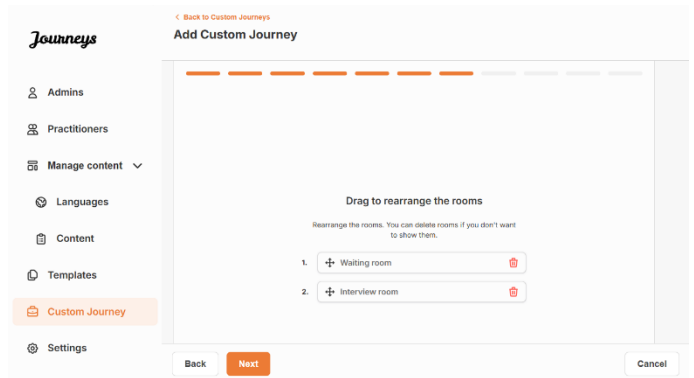 < Back to Custom Journeys
Journeys
Add Custom Journey
Admins
Practitioners
Manage content
Languages
Content
Templates
Custom Journey
Settings
Drag to rearrange the rooms
Rearrange the rooms. You can delete rooms if you don't want
to show them.
1. Waiting room
2. Interview room
Back
Next
Cancel